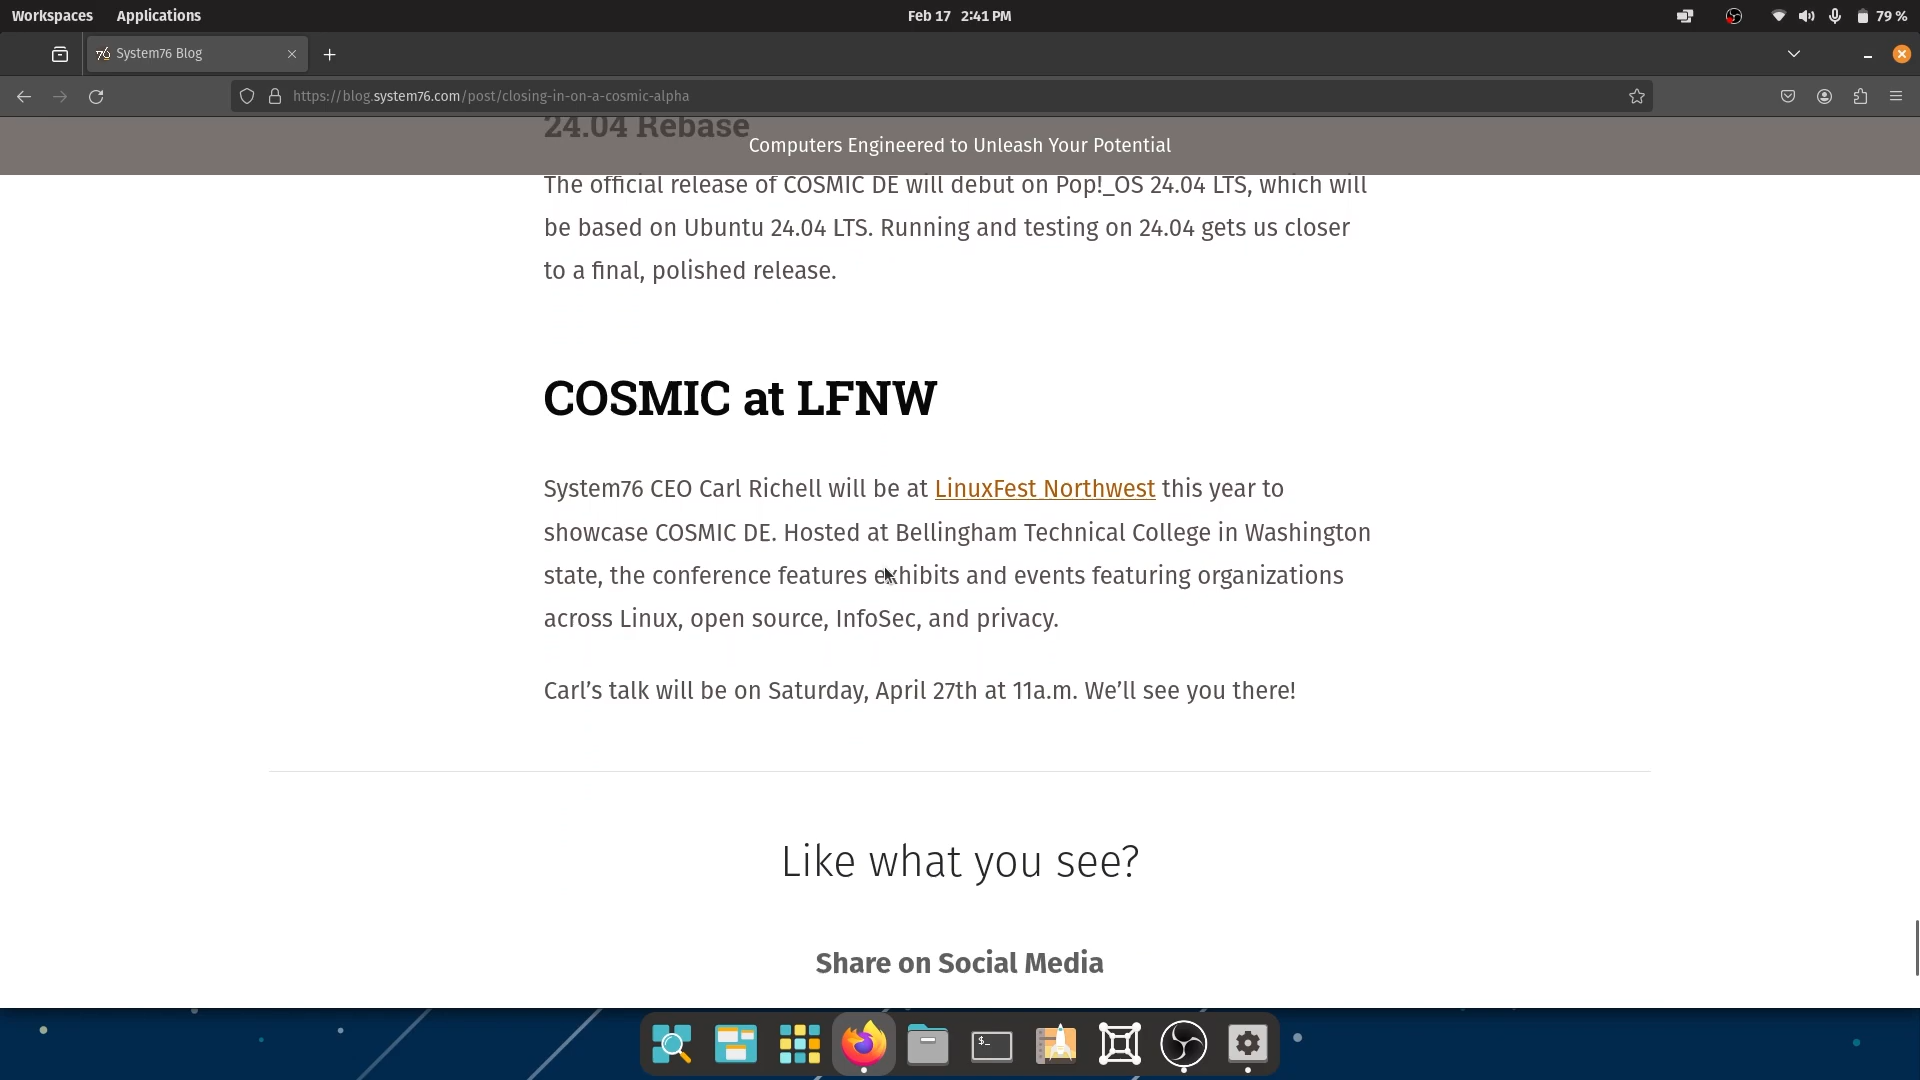 Workspaces Applications Feb 17 2:41 PM 79 %
System76 Blog
https://blog.system76.com/post/closing-in-on-a-cosmic-alpha
24.04 Rebase
Computers Engineered to Unleash Your Potential
The official release of COSMIC DE will debut on Pop!_OS 24.04 LTS, which will
be based on Ubuntu 24.04 LTS. Running and testing on 24.04 gets us closer
to a final, polished release.
COSMIC at LFNW
System76 CEO Carl Richell will be at LinuxFest Northwest this year to
showcase COSMIC DE. Hosted at Bellingham Technical College in Washington
state, the conference features exhibits and events featuring organizations
across Linux, open source, InfoSec, and privacy.
Carl’s talk will be on Saturday, April 27th at 11a.m. We’ll see you there!
Like what you see?
Share on Social Media
$_